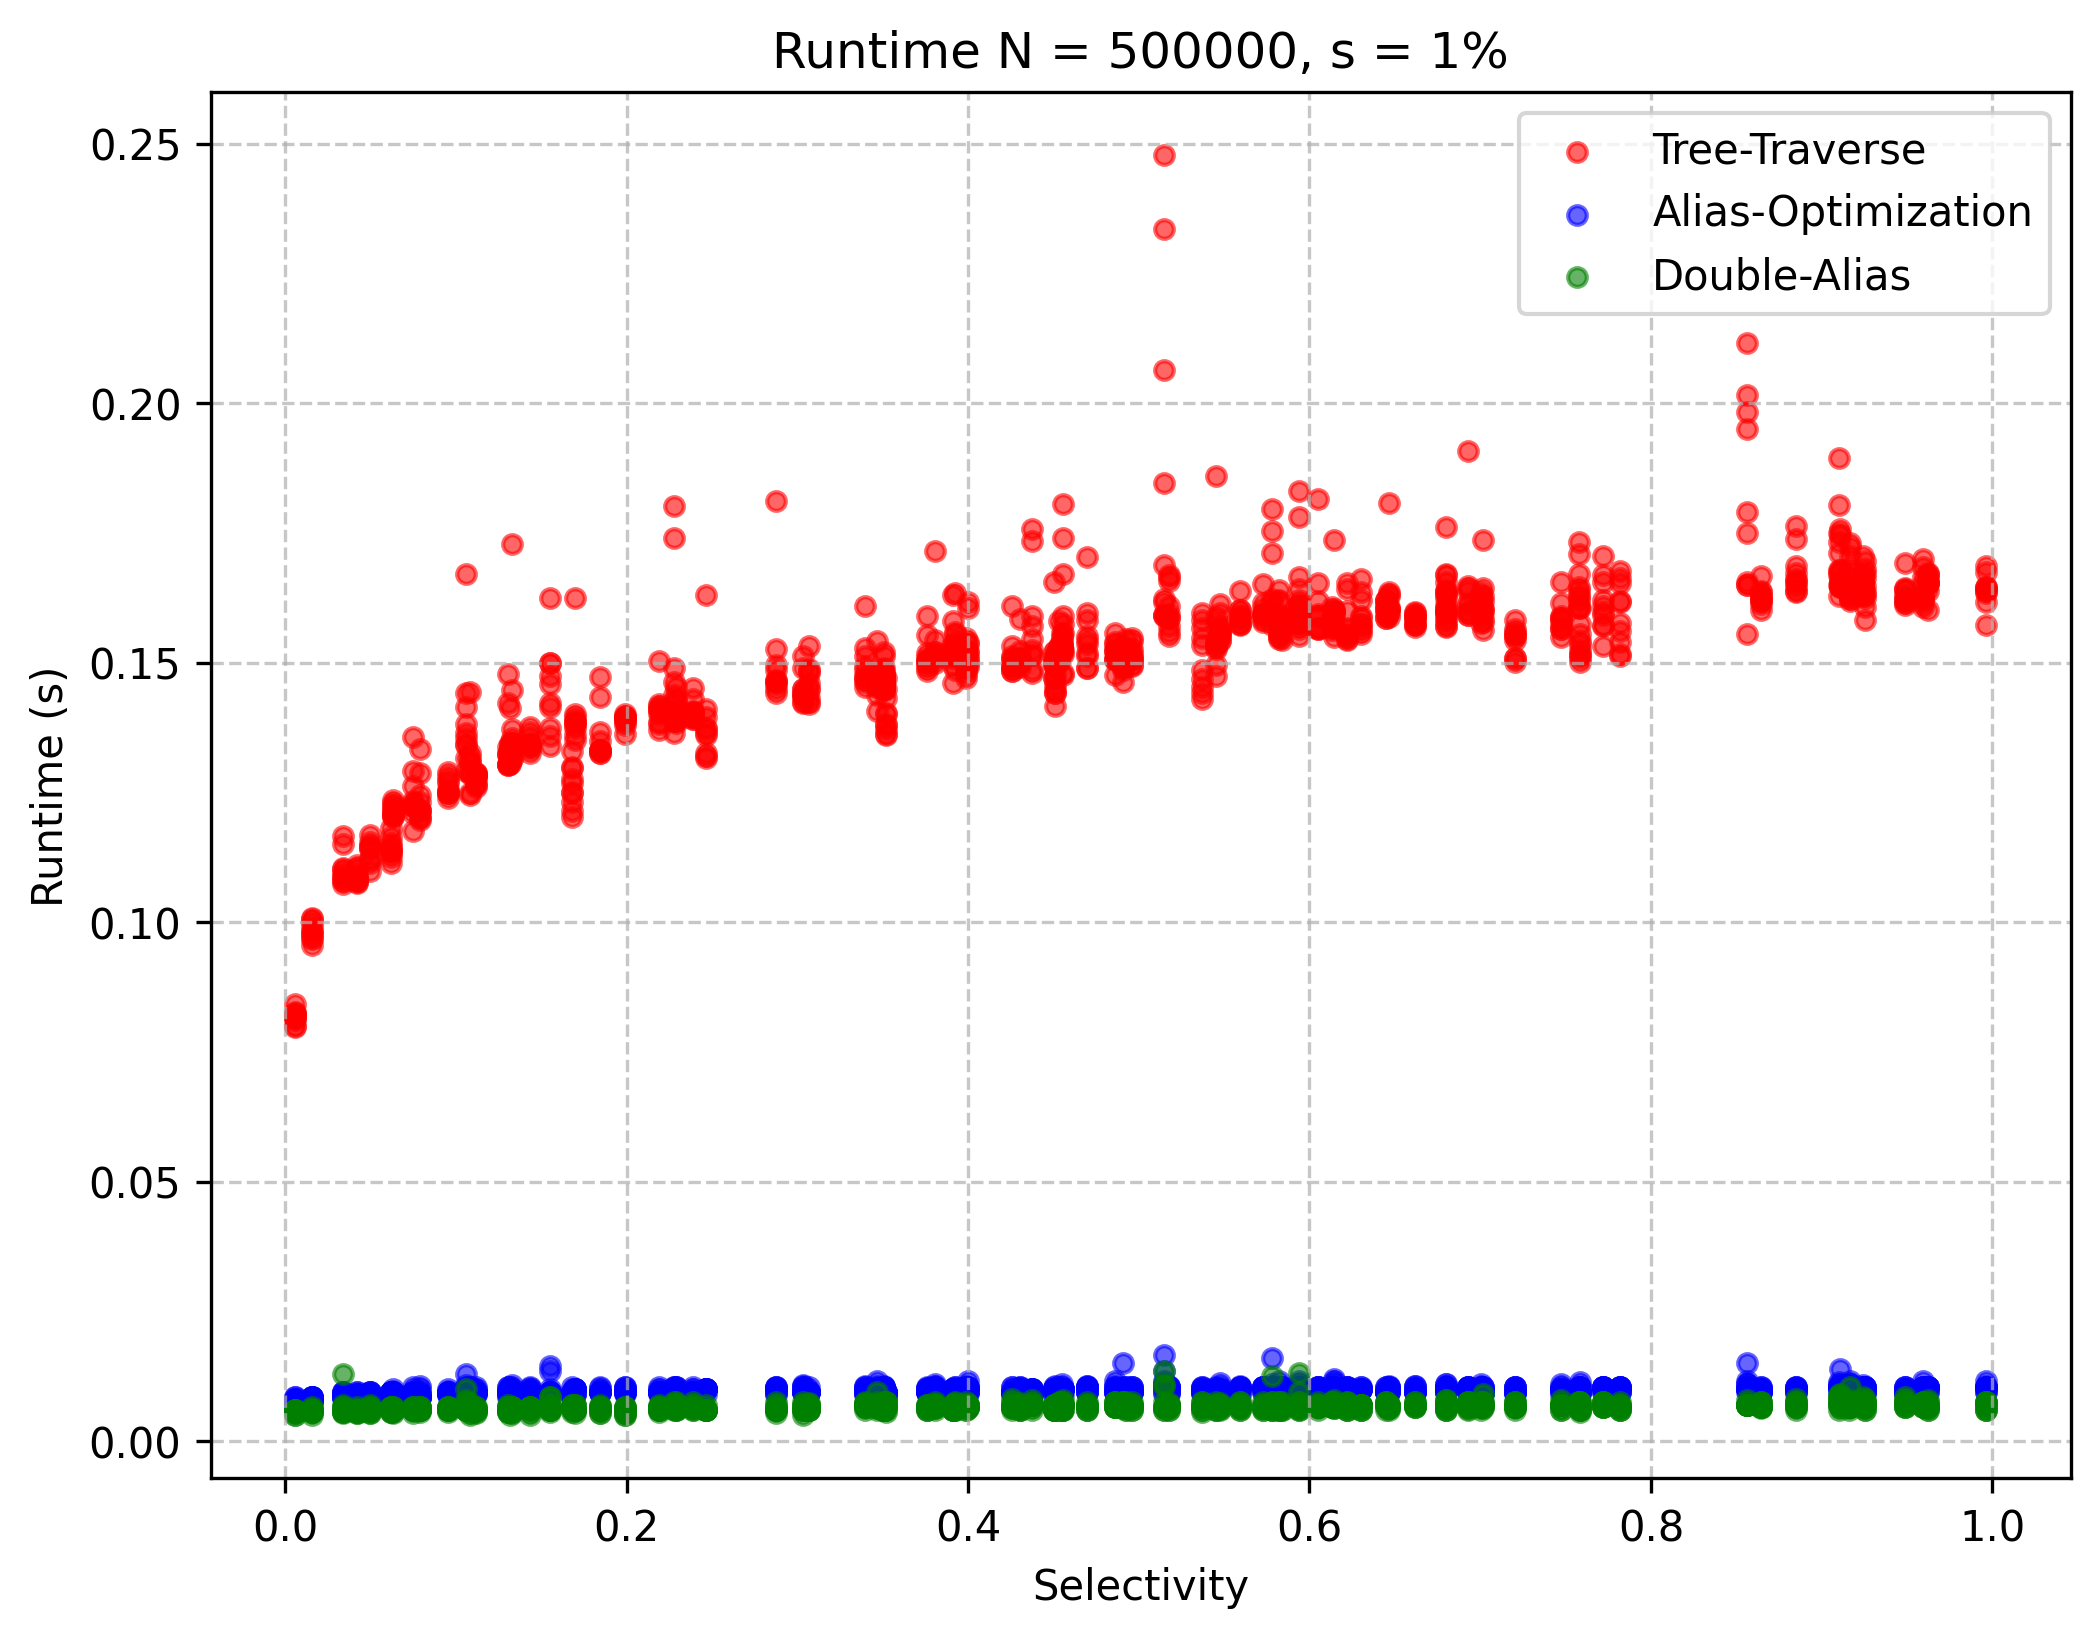 Runtime N = 500000, s = 1%
Tree-Traverse
Alias-Optimization
Double-Alias
Runtime (s)
0.25
0.20
0.15
0.10
0.05
0.00
0.0 0.2 0.4 0.6 0.8 1.0
Selectivity